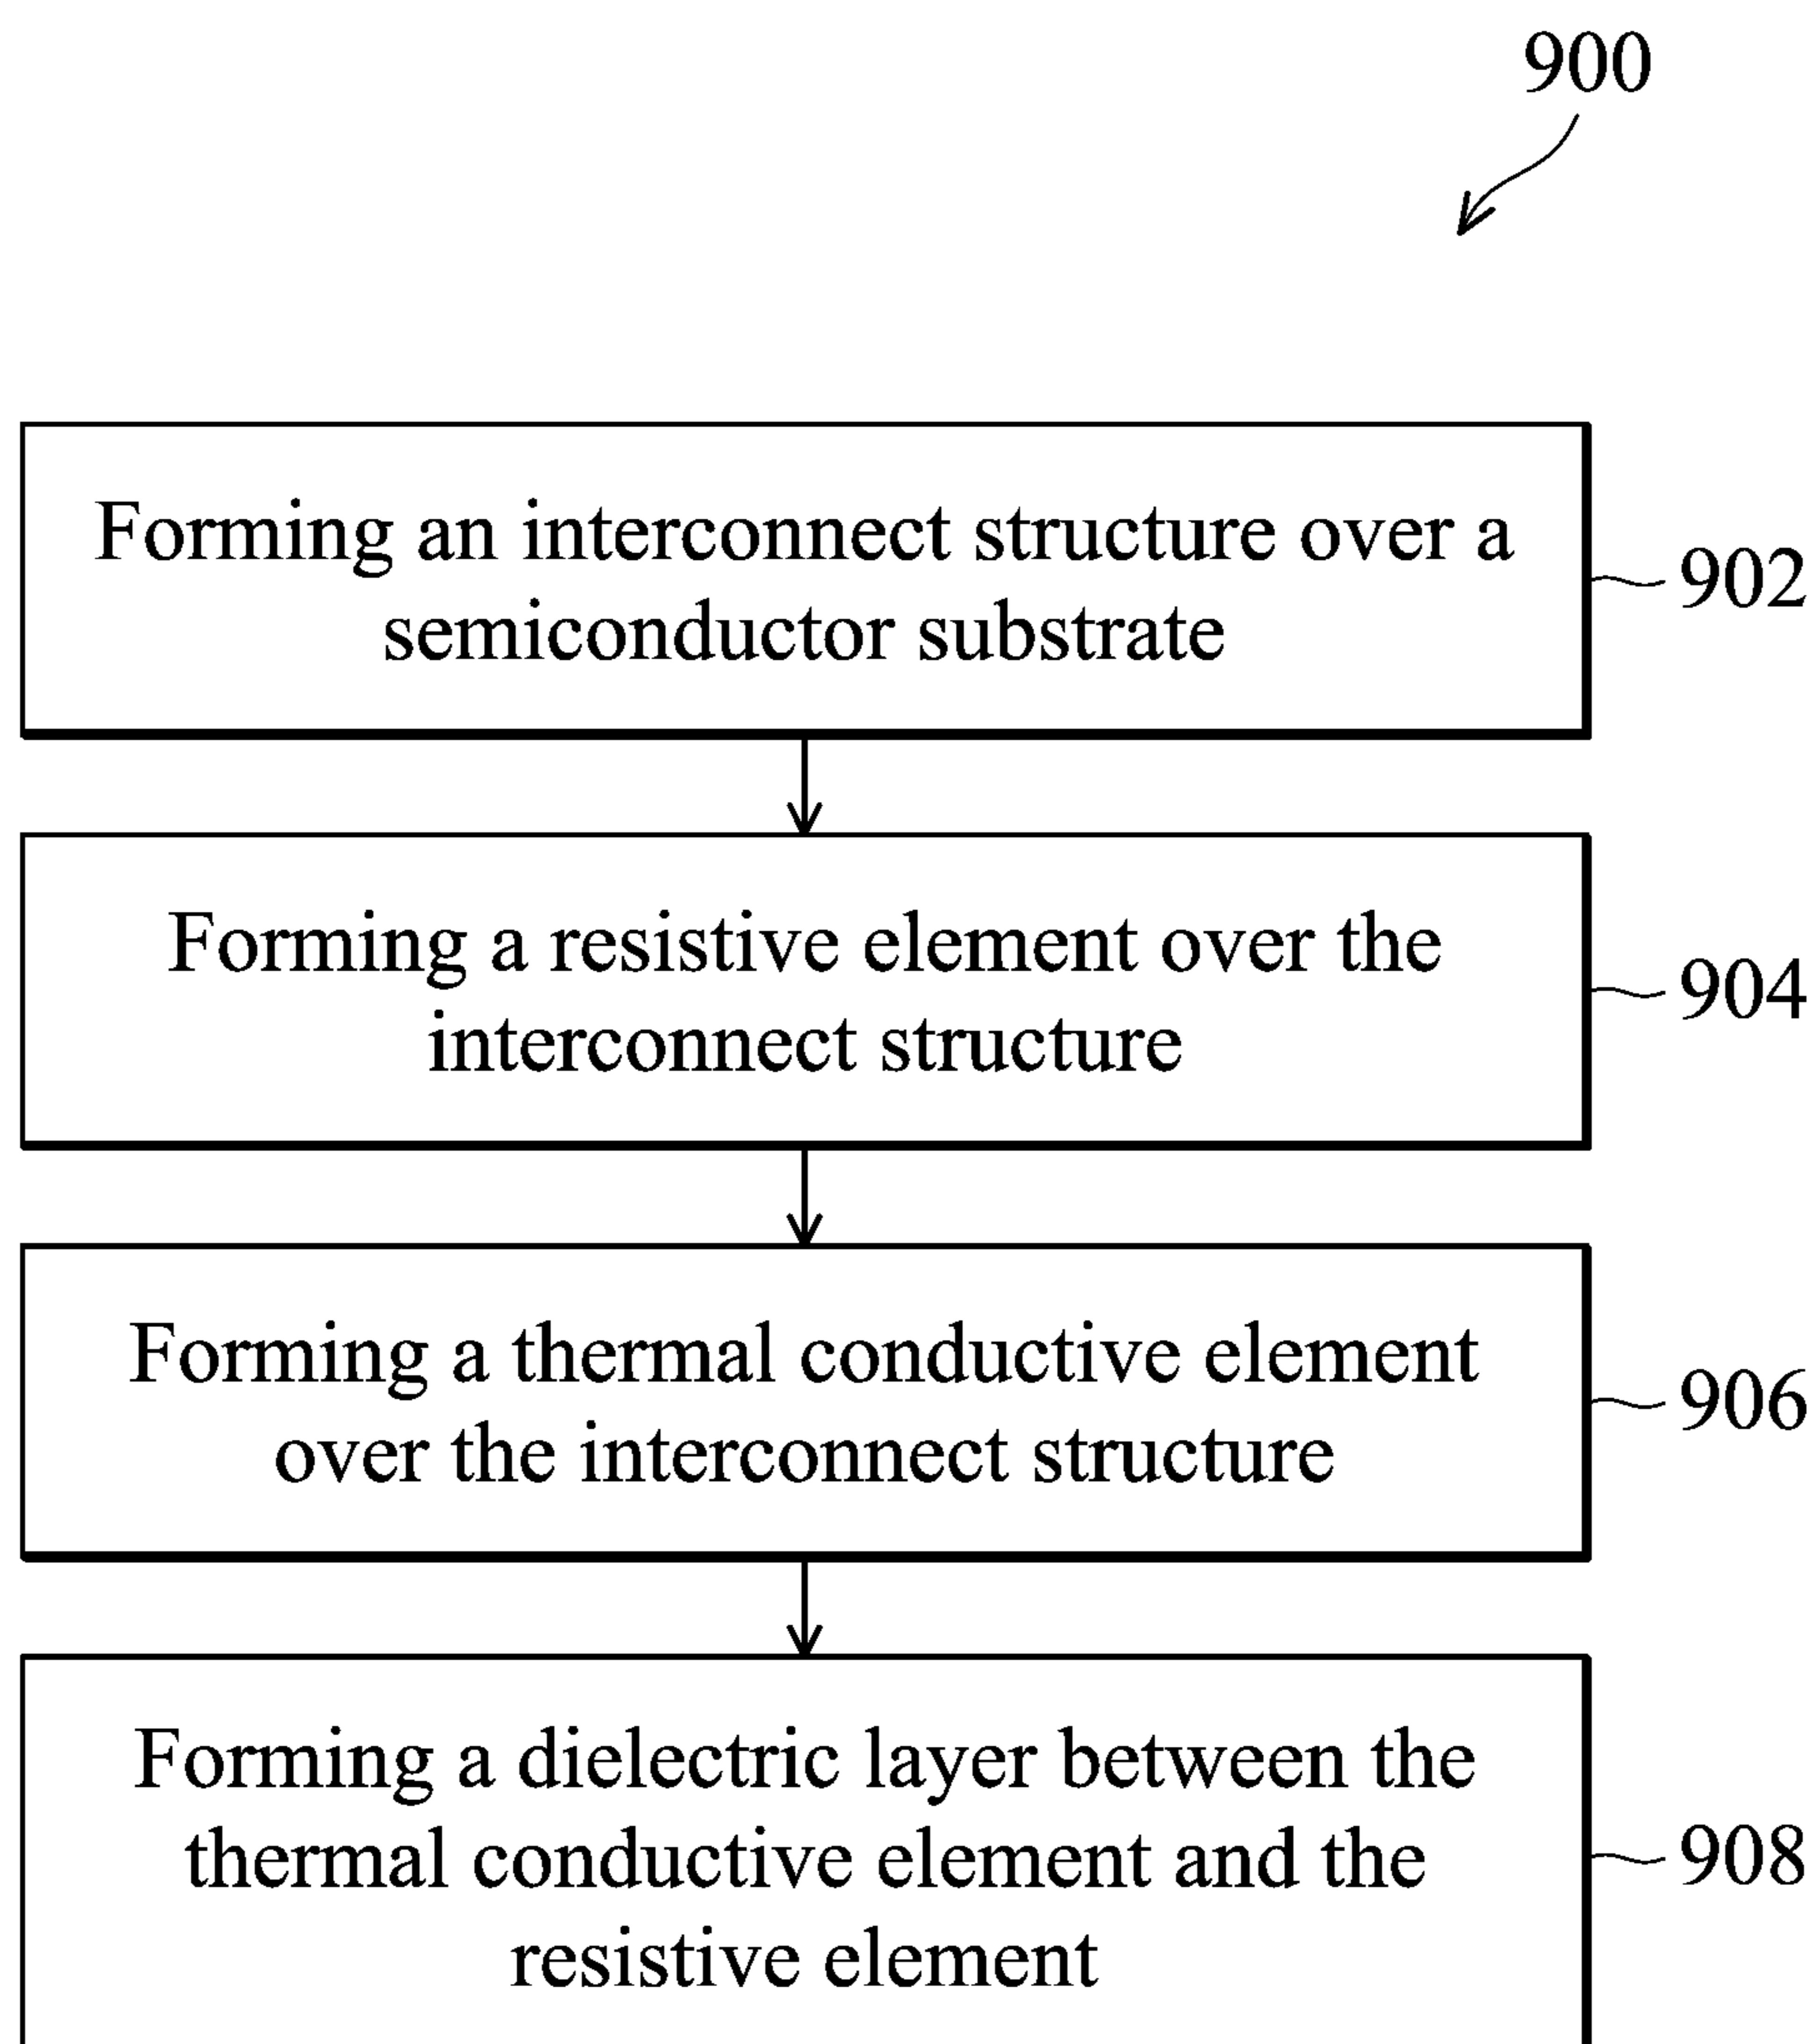 900
Forming an interconnect structure over a
semiconductor substrate
902
Forming a resistive element over the
interconnect structure
904
Forming a thermal conductive element
over the interconnect structure
906
Forming a dielectric layer between the
thermal conductive element and the
resistive element
908